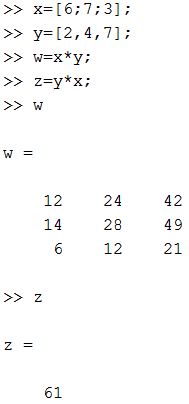 >> x=[6;7;3];
>> y=[2,4,7];
>> w=x*y;
>> z=y*x;
>> w
w =
12 24 42
14 28 49
6 12 21
>> z
z =
61